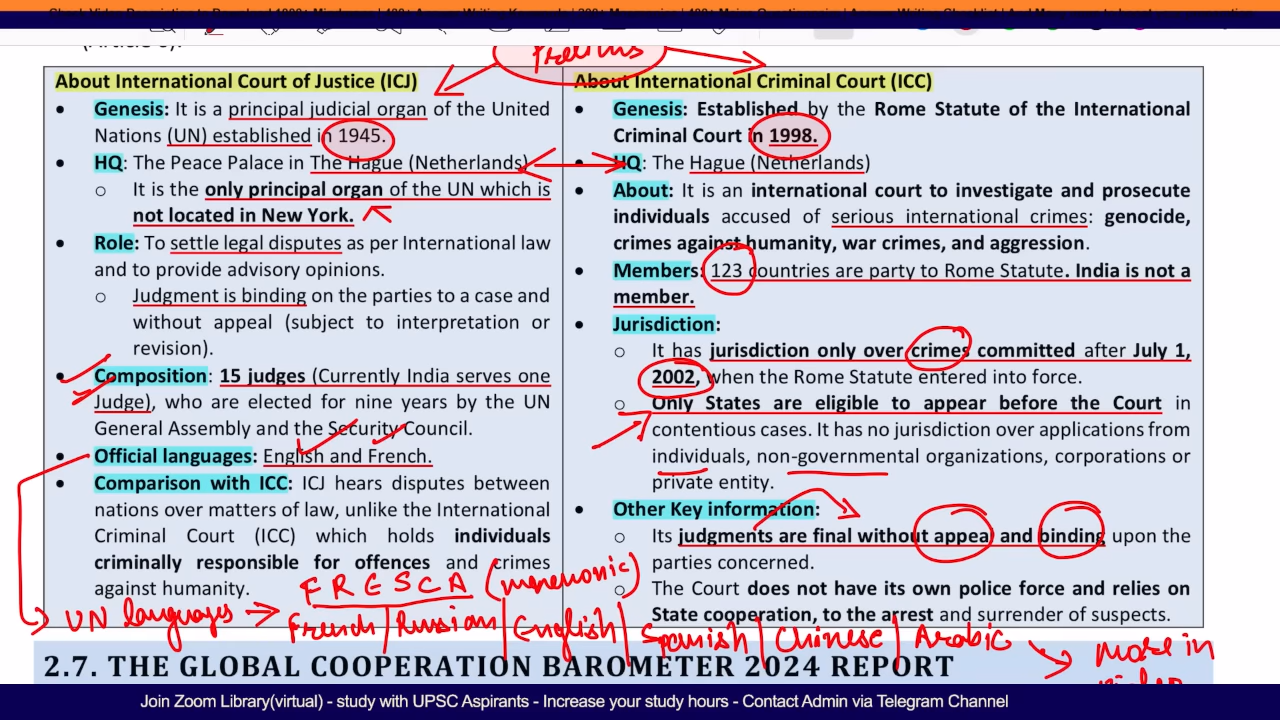 Prelims
About International Court of Justice (ICJ)
• Genesis: It is a principal judicial organ of the United
Nations (UN) established in 1945.
• HQ: The Peace Palace in The Hague (Netherlands)
o It is the only principal organ of the UN which is
not located in New York.
• Role: To settle legal disputes as per International law
and to provide advisory opinions.
o Judgment is binding on the parties to a case and
without appeal (subject to interpretation or
revision).
• Composition: 15 judges (Currently India serves one
Judge), who are elected for nine years by the UN
General Assembly and the Security Council.
• Official languages: English and French.
• Comparison with ICC: ICJ hears disputes between
nations over matters of law, unlike the International
Criminal Court (ICC) which holds individuals
criminally responsible for offences and crimes
against humanity.
About International Criminal Court (ICC)
• Genesis: Established by the Rome Statute of the International
Criminal Court in 1998.
• HQ: The Hague (Netherlands)
• About: It is an international court to investigate and prosecute
individuals accused of serious international crimes: genocide,
crimes against humanity, war crimes, and aggression.
• Members: 123 countries are party to Rome Statute. India is not a
member.
• Jurisdiction:
o It has jurisdiction only over crimes committed after July 1,
2002, when the Rome Statute entered into force.
o Only States are eligible to appear before the Court in
contentious cases. It has no jurisdiction over applications from
individuals, non-governmental organizations, corporations or
private entity.
• Other Key information:
o Its judgments are final without appeal and binding upon the
parties concerned.
o The Court does not have its own police force and relies on
State cooperation, to the arrest and surrender of suspects.
FRESCA (mnemonic)
UN languages → French | Russian | English | Spanish | Chinese | Arabic
More in
2.7. THE GLOBAL COOPERATION BAROMETER 2024 REPORT
Join Zoom Library(virtual) - study with UPSC Aspirants - Increase your study hours - Contact Admin via Telegram Channel